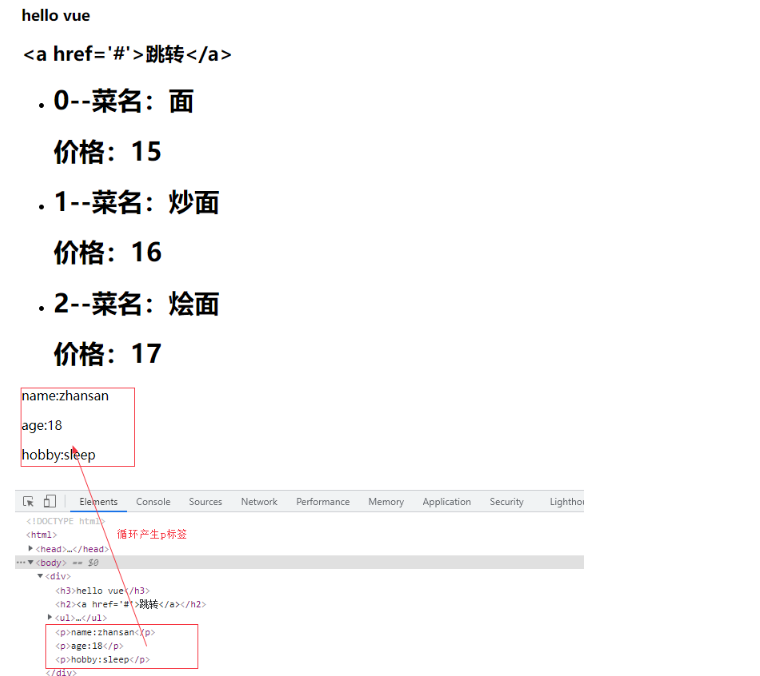 hello vue
<a href='#'>跳转</a>
0--菜名：面
价格：15
1--菜名：炒面
价格：16
2--菜名：烩面
价格：17
name:zhansan
age:18
hobby:sleep
Elements Console Sources Network Performance Memory Application Security Lighthou
<!DOCTYPE html>
循环产生p标签
<html>
<head>…</head>
<body> == $0
<div>
<h3>hello vue</h3>
<h2><a href='#'>跳转</a></h2>
<ul>…</ul>
<p>name:zhansan</p>
<p>age:18</p>
<p>hobby:sleep</p>
</div>